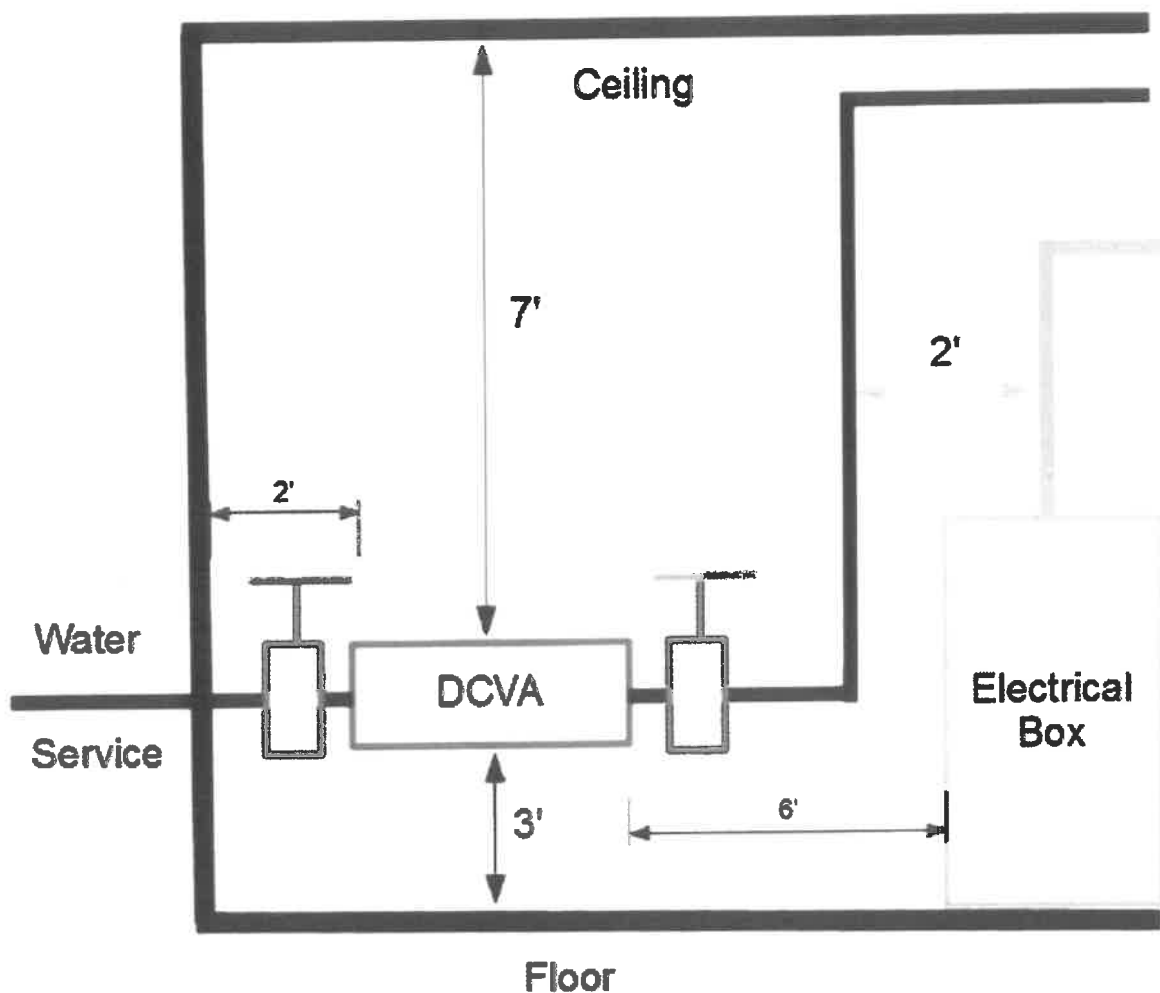 Ceiling
7'
2'
2'
Water
Service
DCVA
Electrical
Box
3'
6'
Floor